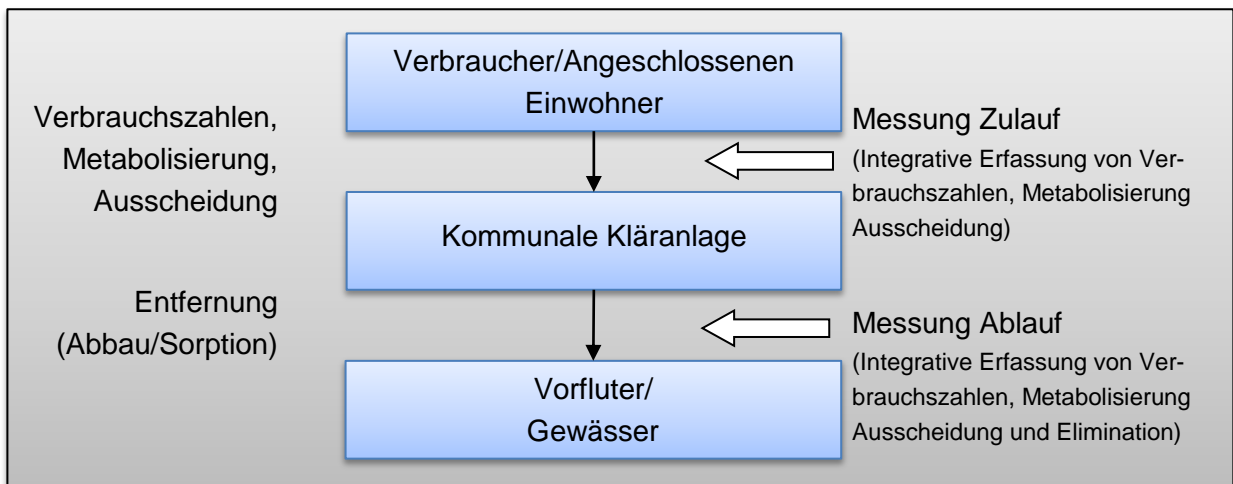 Verbraucher/Angeschlossenen
Einwohner
Verbrauchszahlen,
Metabolisierung,
Ausscheidung
Messung Zulauf
(Integrative Erfassung von Ver-
brauchszahlen, Metabolisierung
Ausscheidung)
Kommunale Kläranlage
Entfernung
(Abbau/Sorption)
Messung Ablauf
(Integrative Erfassung von Ver-
brauchszahlen, Metabolisierung
Ausscheidung und Elimination)
Vorfluter/
Gewässer